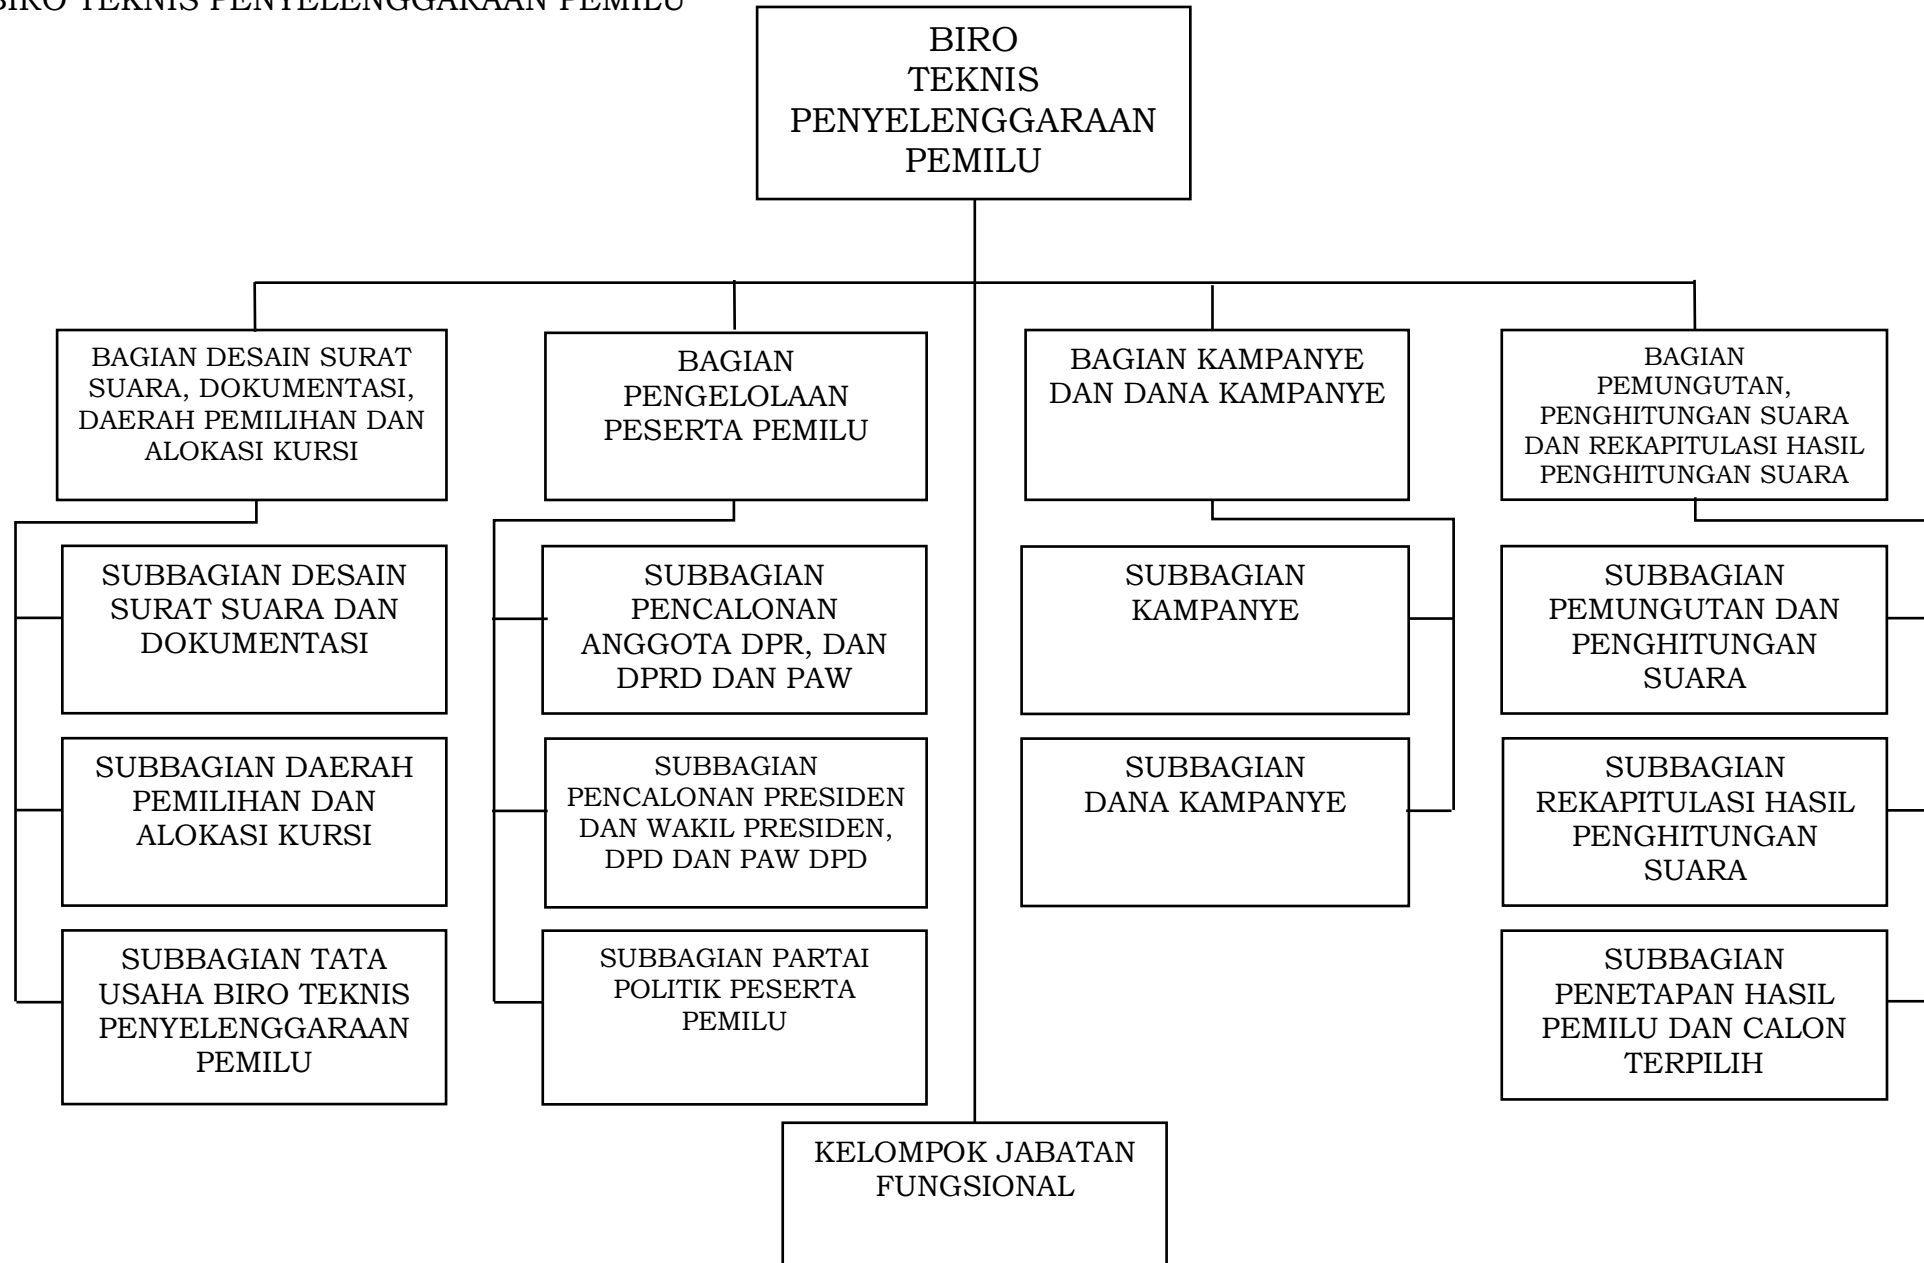 BIRO TEKNIS PENYELENGGARAAN PEMILU
BIRO
TEKNIS
PENYELENGGARAAN
PEMILU
BAGIAN DESAIN SURAT
SUARA, DOKUMENTASI,
DAERAH PEMILIHAN DAN
ALOKASI KURSI
BAGIAN
PENGELOLAAN
PESERTA PEMILU
BAGIAN KAMPANYE
DAN DANA KAMPANYE
BAGIAN
PEMUNGUTAN,
PENGHITUNGAN SUARA
DAN REKAPITULASI HASIL
PENGHITUNGAN SUARA
SUBBAGIAN DESAIN
SURAT SUARA DAN
DOKUMENTASI
SUBBAGIAN
PENCALONAN
ANGGOTA DPR, DAN
DPRD DAN PAW
SUBBAGIAN
KAMPANYE
SUBBAGIAN
PEMUNGUTAN DAN
PENGHITUNGAN
SUARA
SUBBAGIAN DAERAH
PEMILIHAN DAN
ALOKASI KURSI
SUBBAGIAN
PENCALONAN PRESIDEN
DAN WAKIL PRESIDEN,
DPD DAN PAW DPD
SUBBAGIAN
DANA KAMPANYE
SUBBAGIAN
REKAPITULASI HASIL
PENGHITUNGAN
SUARA
SUBBAGIAN TATA
USAHA BIRO TEKNIS
PENYELENGGARAAN
PEMILU
SUBBAGIAN PARTAI
POLITIK PESERTA
PEMILU
SUBBAGIAN
PENETAPAN HASIL
PEMILU DAN CALON
TERPILIH
KELOMPOK JABATAN
FUNGSIONAL